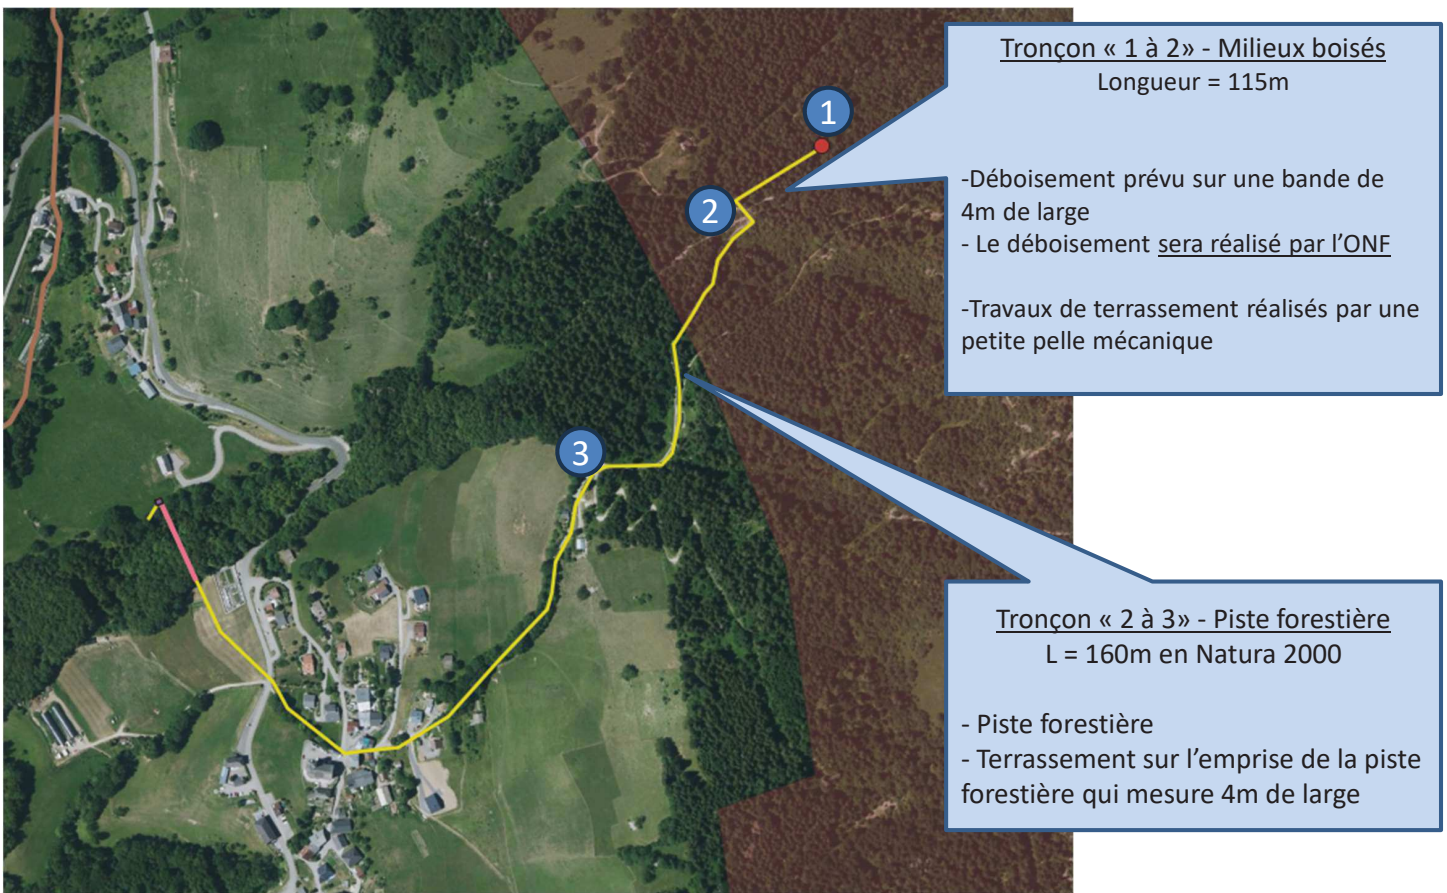 Tronçon « 1 à 2» - Milieux boisés
Longueur = 115m
-Déboisement prévu sur une bande de
4m de large
- Le déboisement sera réalisé par l’ONF
-Travaux de terrassement réalisés par une
petite pelle mécanique
1
2
3
Tronçon « 2 à 3» - Piste forestière
L = 160m en Natura 2000
- Piste forestière
- Terrassement sur l’emprise de la piste
forestière qui mesure 4m de large